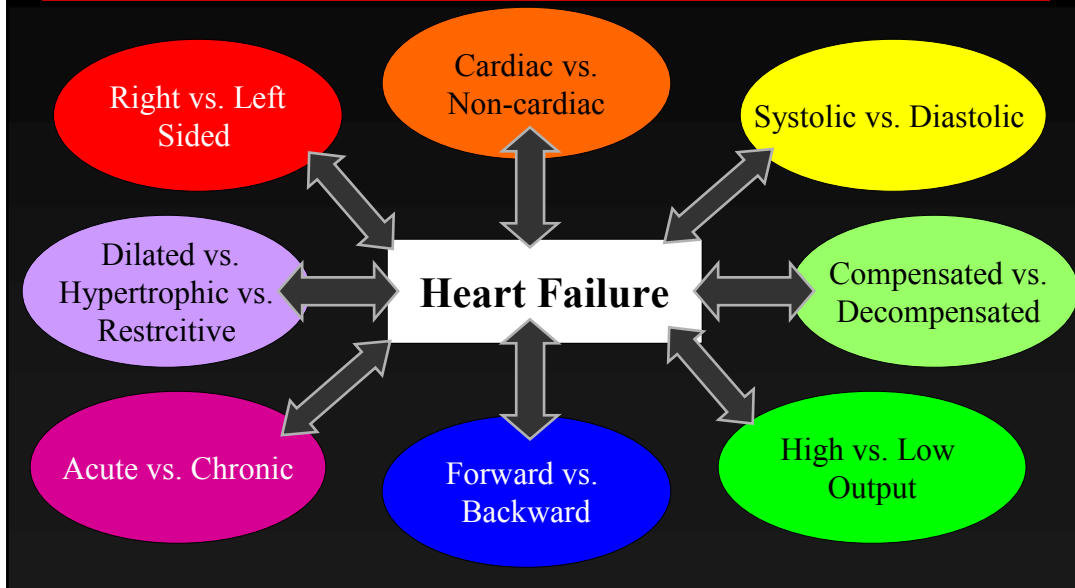 Cardiac vs.
Non-cardiac
Right vs. Left
Sided
Systolic vs. Diastolic
Dilated vs.
Hypertrophic vs.
Restrcitive
Heart Failure
Compensated vs.
Decompensated
Acute vs. Chronic
Forward vs.
Backward
High vs. Low
Output